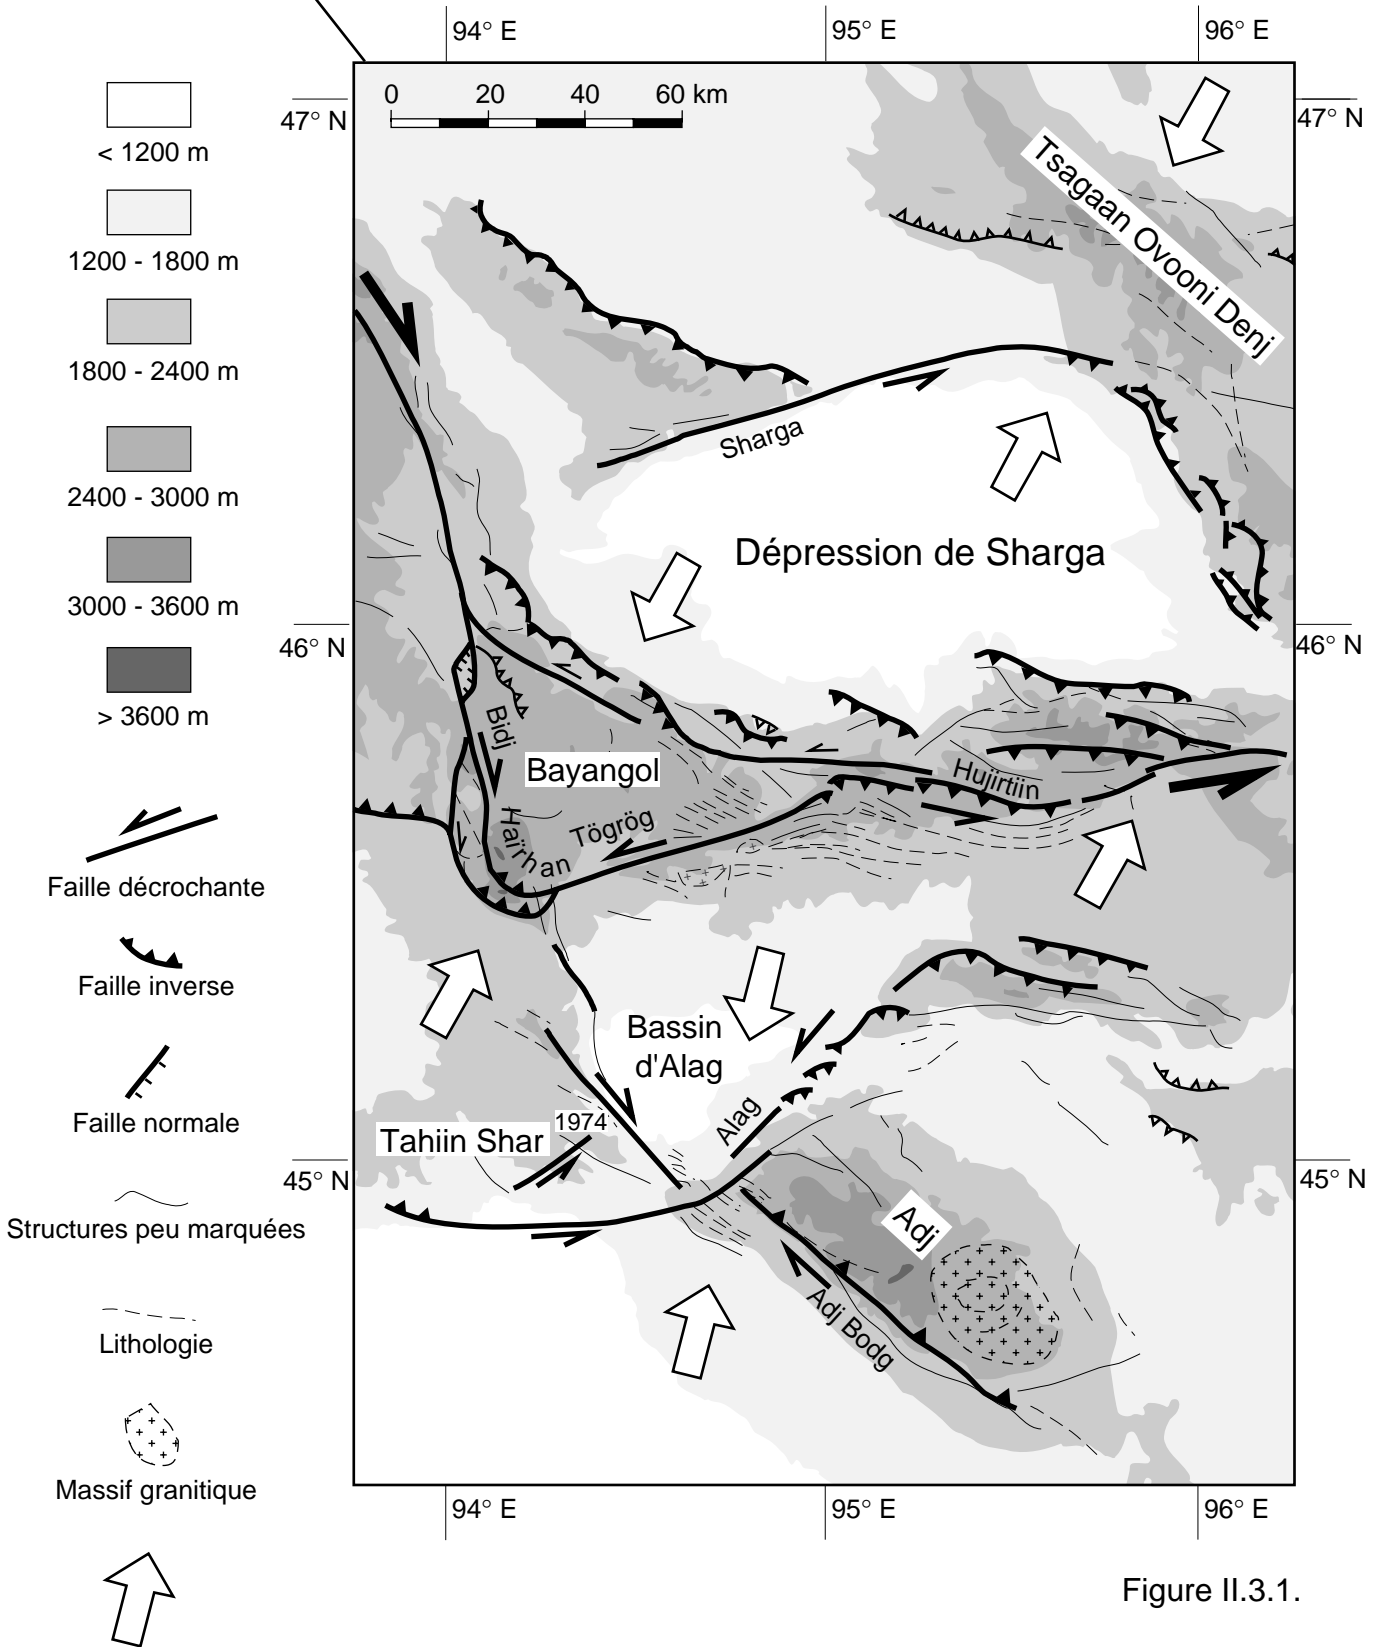 94° E
95° E
96° E
0 20 40 60 km
47° N
47° N
< 1200 m
1200 - 1800 m
1800 - 2400 m
2400 - 3000 m
3000 - 3600 m
> 3600 m
Faille décrochante
Faille inverse
Faille normale
Structures peu marquées
Lithologie
Massif granitique
Tsagaan Ovooni Denj
Sharga
Dépression de Sharga
46° N
46° N
Bidj
Bayangol
Hujirtiin
Haïrhan
Tögrög
Bassin
d'Alag
1974
Alag
Tahiin Shar
45° N
45° N
Adj
Adj Bodg
94° E
95° E
96° E
Figure II.3.1.